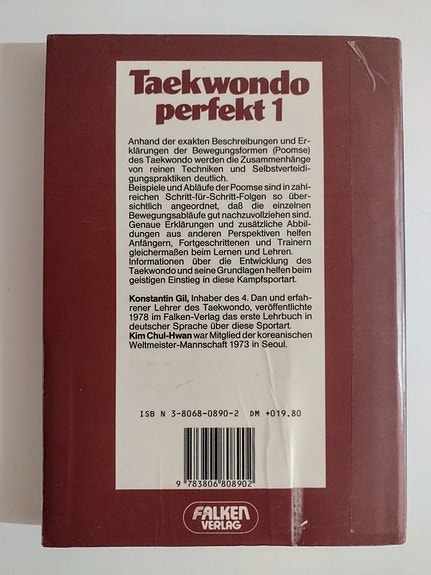 Taekwondo
perfekt 1
Anhand der exakten Beschreibungen und Er-
klärungen der Bewegungsformen (Poomse)
des Taekwondo werden die Zusammenhänge
von reinen Techniken und Selbstverteidi-
gungspraktiken deutlich.
Beispiele und Abläufe der Poomse sind in zahl-
reichen Schritt-für-Schritt-Folgen so über-
sichtlich angeordnet, daß die einzelnen
Bewegungsabläufe gut nachzuvollziehen sind.
Genaue Erklärungen und zusätzliche Abbil-
dungen aus anderen Perspektiven helfen
Anfängern, Fortgeschrittenen und Trainern
gleichermaßen beim Lernen und Lehren.
Informationen über die Entwicklung des
Taekwondo und seine Grundlagen helfen beim
geistigen Einstieg in diese Kampfsportart.
Konstantin Gil, Inhaber des 4. Dan und erfah-
rener Lehrer des Taekwondo, veröffentlichte
1978 im Falken-Verlag das erste Lehrbuch in
deutscher Sprache über diese Sportart.
Kim Chul-Hwan war Mitglied der koreanischen
Weltmeister-Mannschaft 1973 in Seoul.
ISB N 3-8068-0890-2 DM +019.80
9 783806 808902
FALKEN
VERLAG